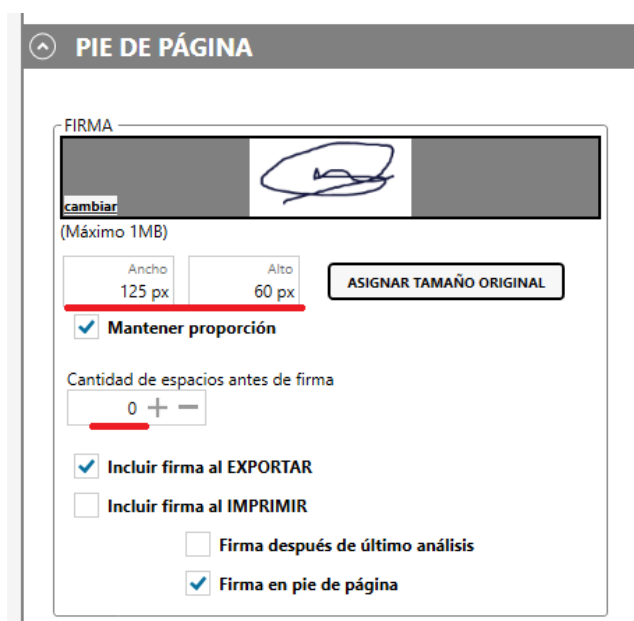 PIE DE PÁGINA
FIRMA
cambiar
(Máximo 1MB)
Ancho
125 px
Alto
60 px
ASIGNAR TAMAÑO ORIGINAL
Mantener proporción
Cantidad de espacios antes de firma
0 + −
Incluir firma al EXPORTAR
Incluir firma al IMPRIMIR
Firma después de último análisis
Firma en pie de página